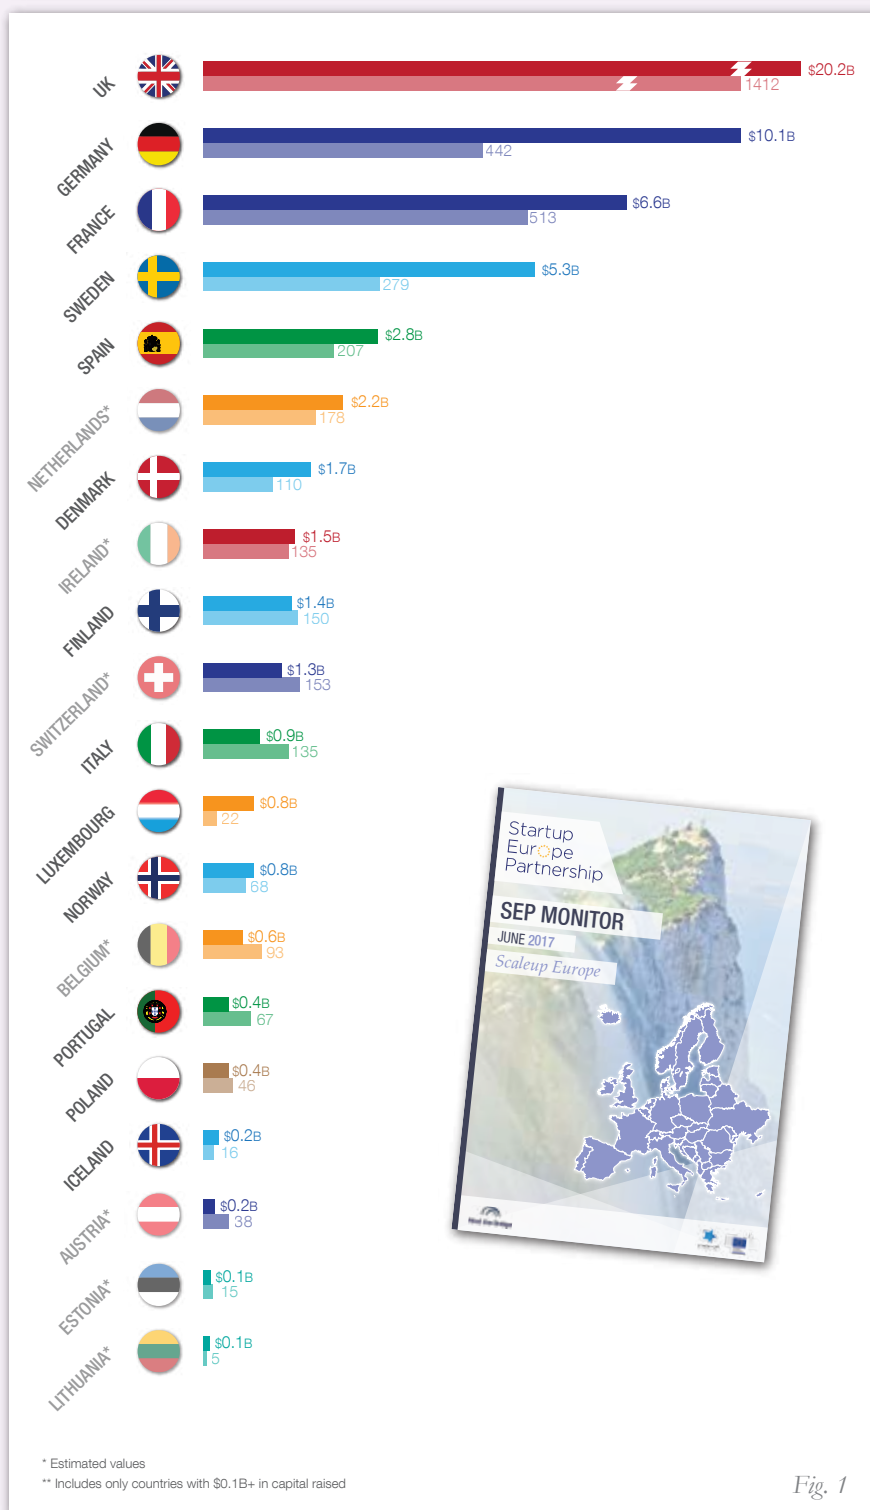 UK
$20.2B
1412
GERMANY
$10.1B
442
FRANCE
$6.6B
513
SWEDEN
$5.3B
279
SPAIN
$2.8B
207
NETHERLANDS*
$2.2B
178
DENMARK
$1.7B
110
IRELAND*
$1.5B
135
FINLAND
$1.4B
150
SWITZERLAND*
$1.3B
153
ITALY
$0.9B
135
LUXEMBOURG
$0.8B
22
NORWAY
$0.8B
68
BELGIUM*
$0.6B
93
PORTUGAL
$0.4B
67
POLAND
$0.4B
46
ICELAND
$0.2B
16
AUSTRIA*
$0.2B
38
ESTONIA*
$0.1B
15
LITHUANIA*
$0.1B
5
Startup
Europe
Partnership
SEP MONITOR
JUNE 2017
Scaleup Europe
* Estimated values
** Includes only countries with $0.1B+ in capital raised
Fig. 1